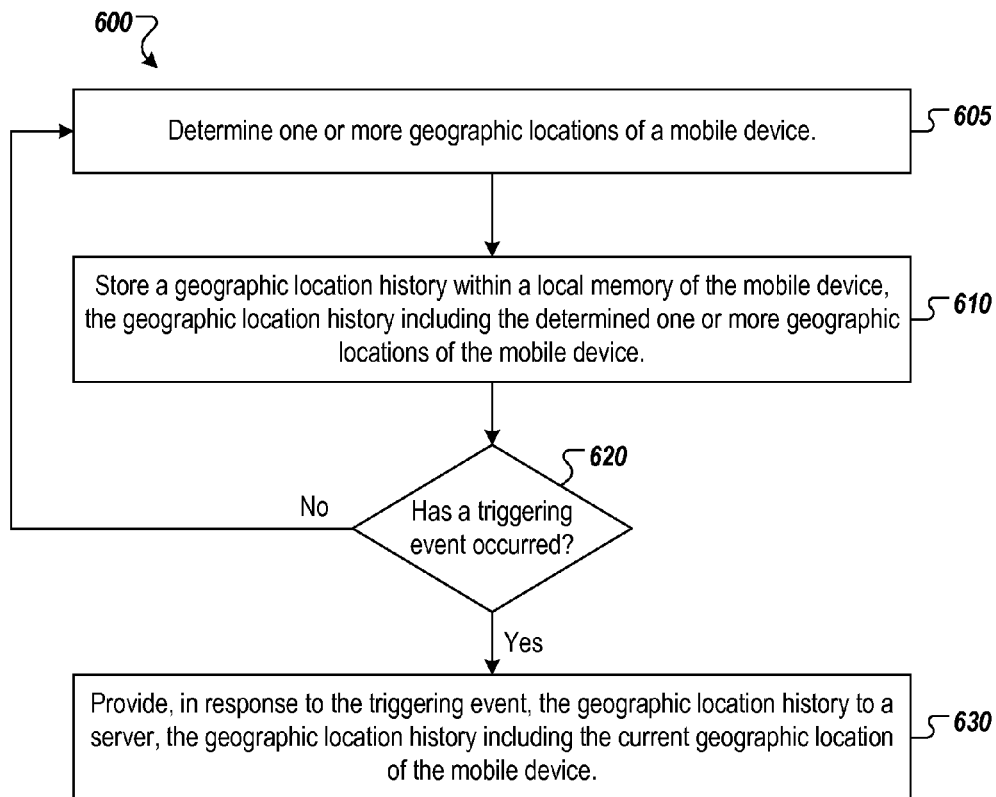 600
Determine one or more geographic locations of a mobile device.
605
Store a geographic location history within a local memory of the mobile device,
the geographic location history including the determined one or more geographic
locations of the mobile device.
610
620
No
Has a triggering
event occurred?
Yes
Provide, in response to the triggering event, the geographic location history to a
server, the geographic location history including the current geographic location
of the mobile device.
630